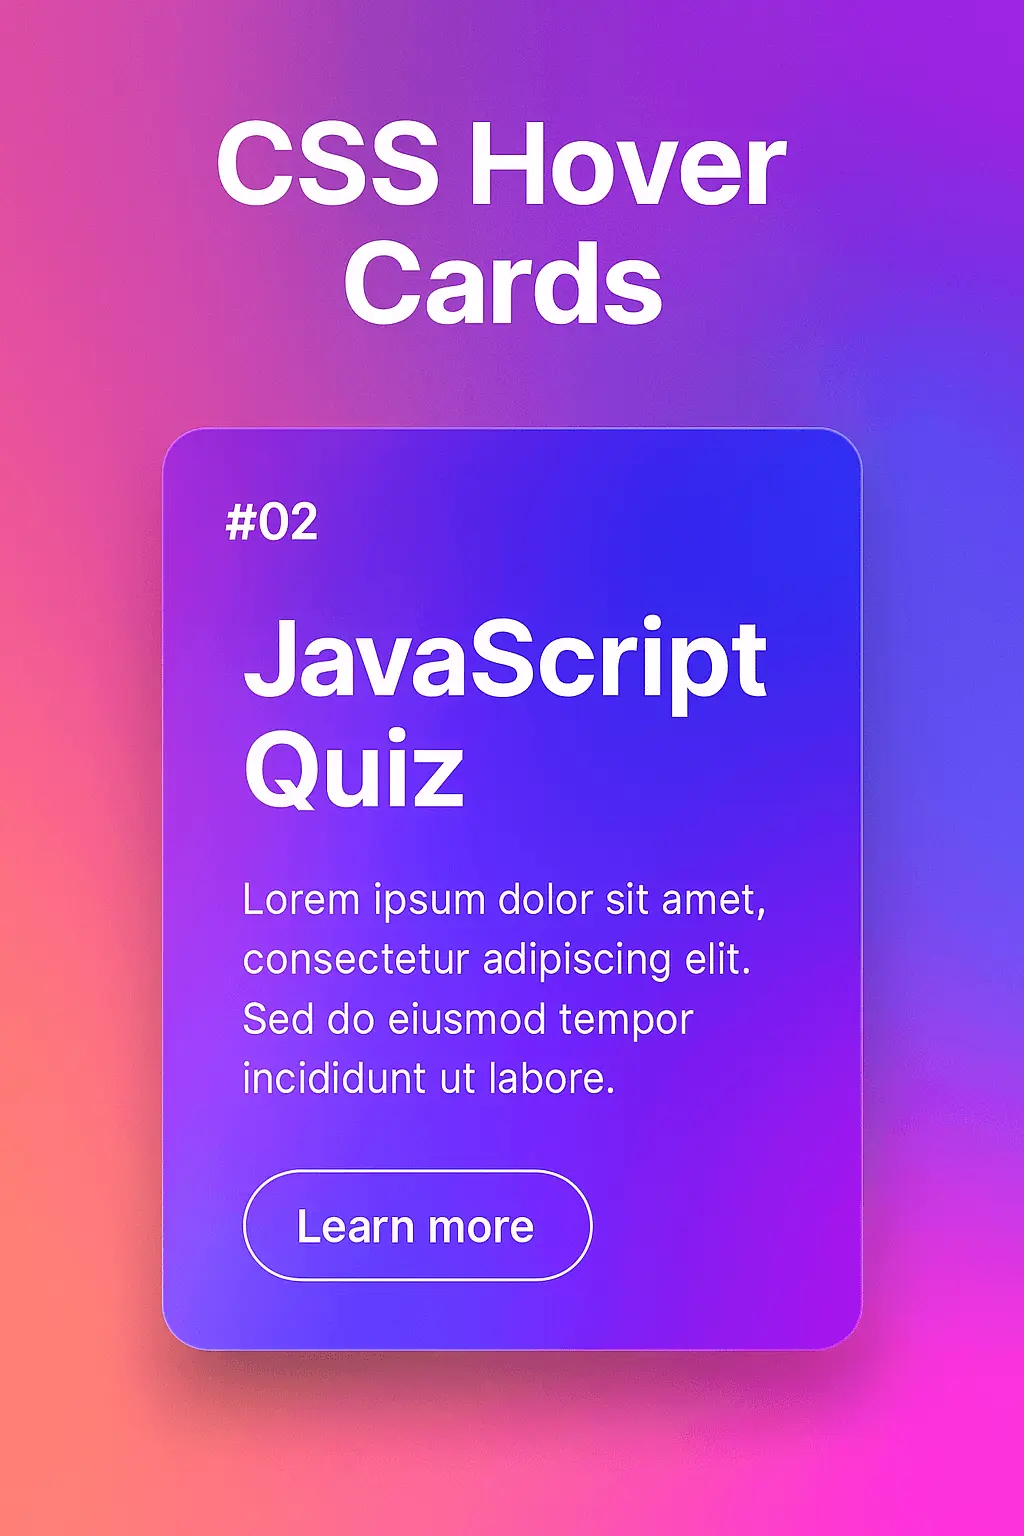 CSS Hover
Cards
#02
JavaScript
Quiz
Lorem ipsum dolor sit amet,
consectetur adipiscing elit.
Sed do eiusmod tempor
incididunt ut labore.
Learn more